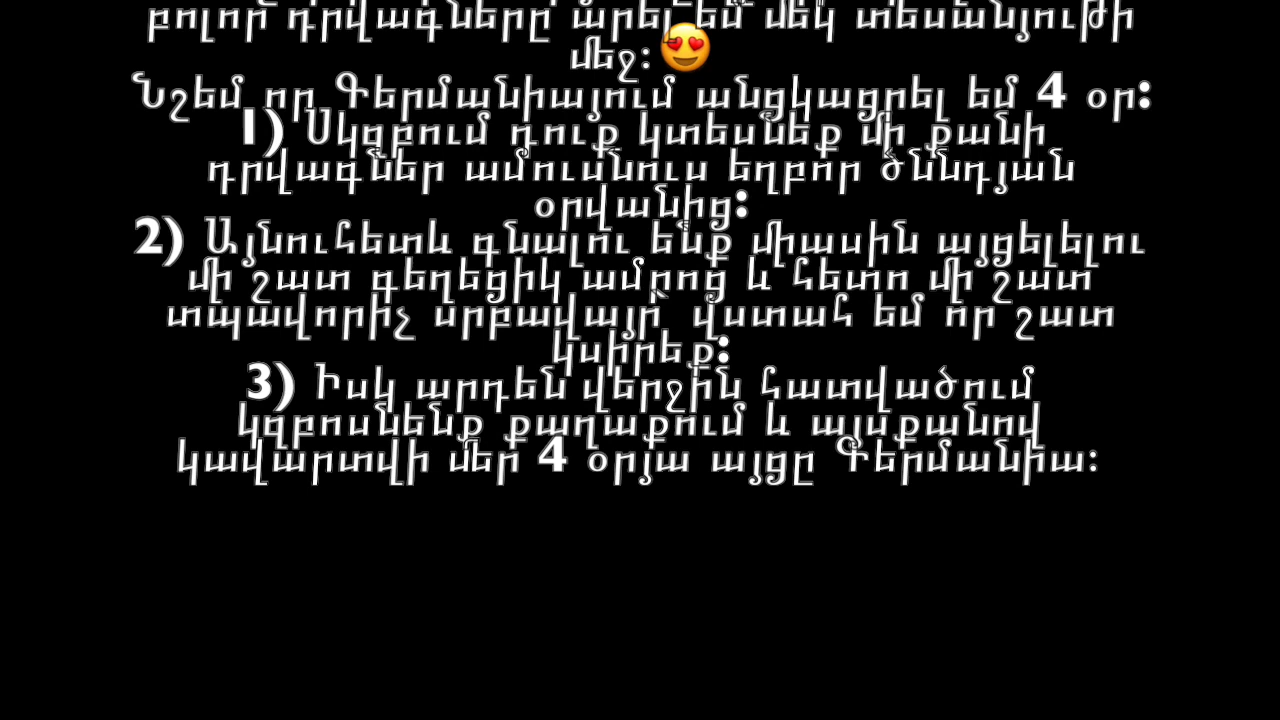 բոլոր դրվագները արել եմ մեկ տեսանյութի
մեջ։😍
Նշեմ որ Գերմանիայում անցկացրել եմ 4 օր:
1) Սկզբում դուք կտեսնեք մի քանի
դրվագներ ամուսնուս եղբոր ծննդյան
օրվանից:
2) Այնուհետև գնալու ենք միասին այցելելու
մի շատ գեղեցիկ ամրոց և հետո մի շատ
տպավորիչ սրբավայր՝ վստահ եմ որ շատ
կսիրեք:
3) Իսկ արդեն վերջին հատվածում
կզբոսնենք քաղաքում և այսքանով
կավարտվի մեր 4 օրյա այցը Գերմանիա։